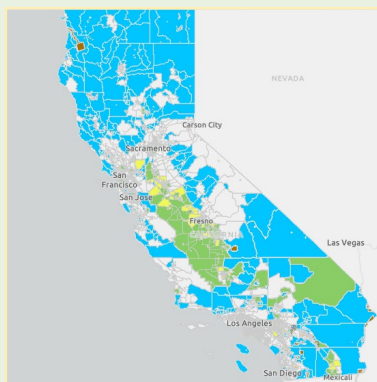 NEVADA
Carson City
Sacramento
San
Francisco
San Jose
Fresno
Las Vegas
Los Angeles
San Diego
Mexicali